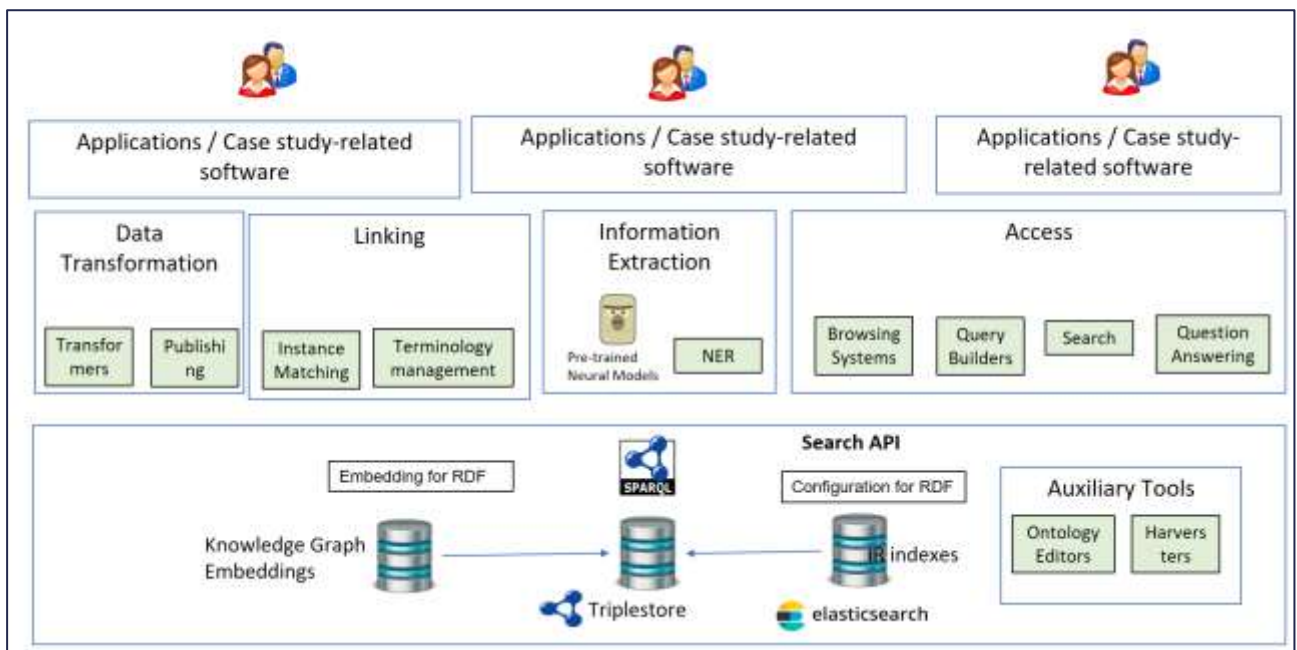 Applications / Case study-related
software
Applications / Case study-related
software
Applications / Case study-
related software
Data
Transformation
Transfor
mers
Publishi
ng
Linking
Instance
Matching
Terminology
management
Information
Extraction
Pre-trained
Neural Models
NER
Access
Browsing
Systems
Query
Builders
Search
Question
Answering
Search API
Embedding for RDF
SPARQL
Configuration for RDF
Knowledge Graph
Embeddings
IR indexes
Triplestore
elasticsearch
Auxiliary Tools
Ontology
Editors
Harvers
ters